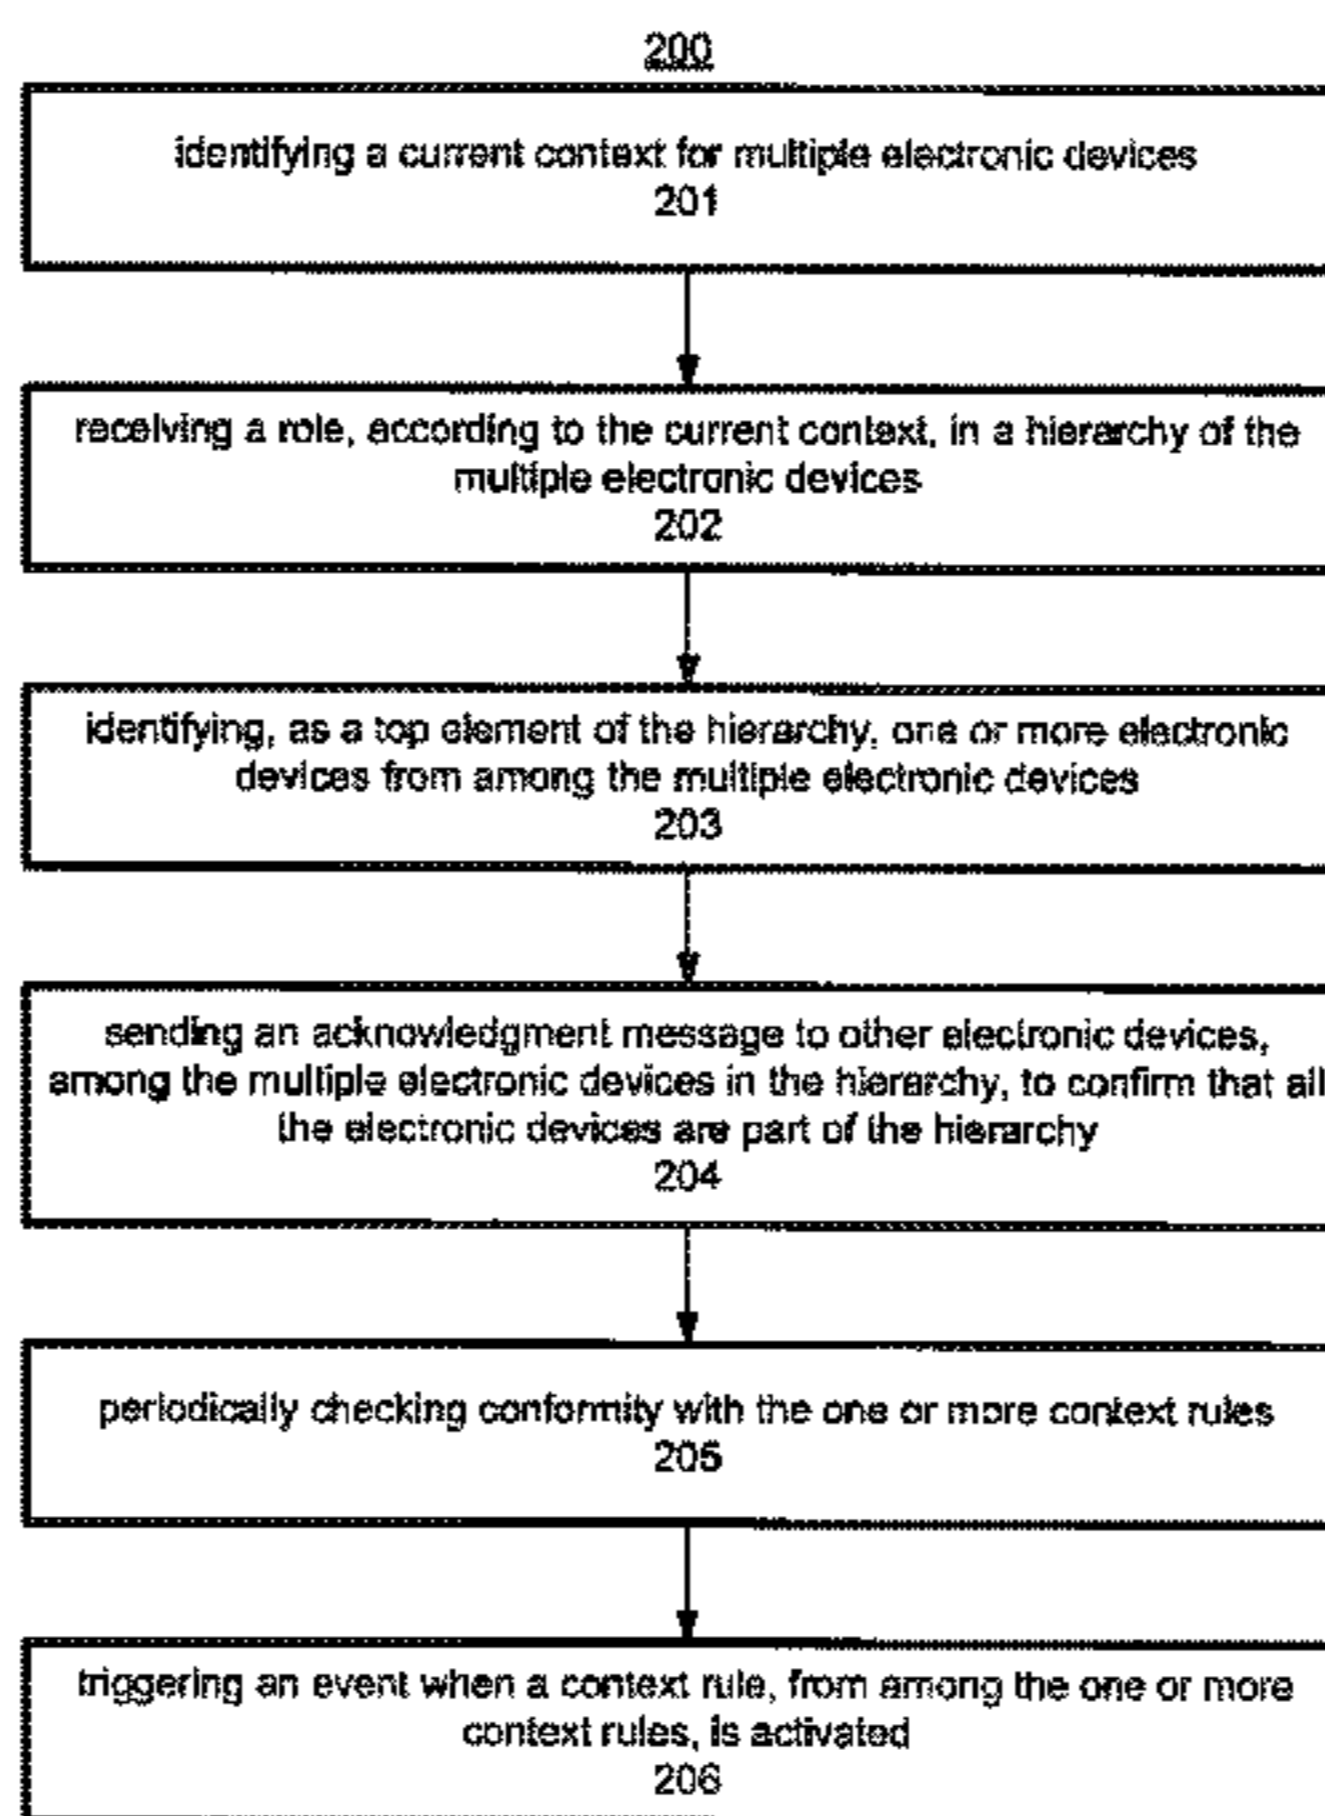 200
identifying a current context for multiple electronic devices
201
receiving a role, according to the current context, in a hierarchy of the
multiple electronic devices
202
identifying, as a top element of the hierarchy, one or more electronic
devices from among the multiple electronic devices
203
sending an acknowledgment message to other electronic devices,
among the multiple electronic devices in the hierarchy, to confirm that all
the electronic devices are part of the hierarchy
204
periodically checking conformity with the one or more context rules
205
triggering an event when a context rule, from among the one or more
context rules, is activated
206